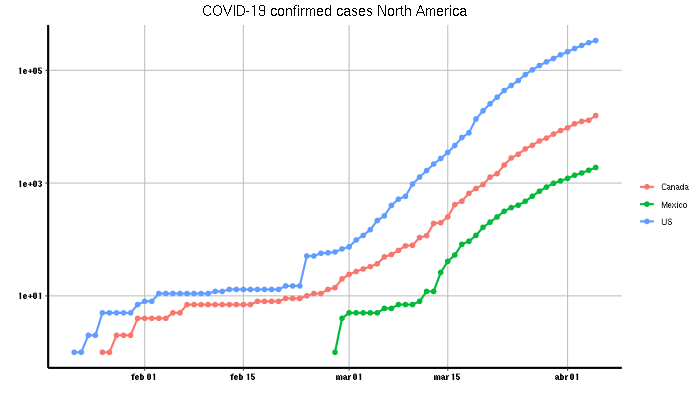 COVID-19 confirmed cases North America
1e+05
1e+03
1e+01
feb 01
feb 15
mar 01
mar 15
abr 01
Canada
Mexico
US